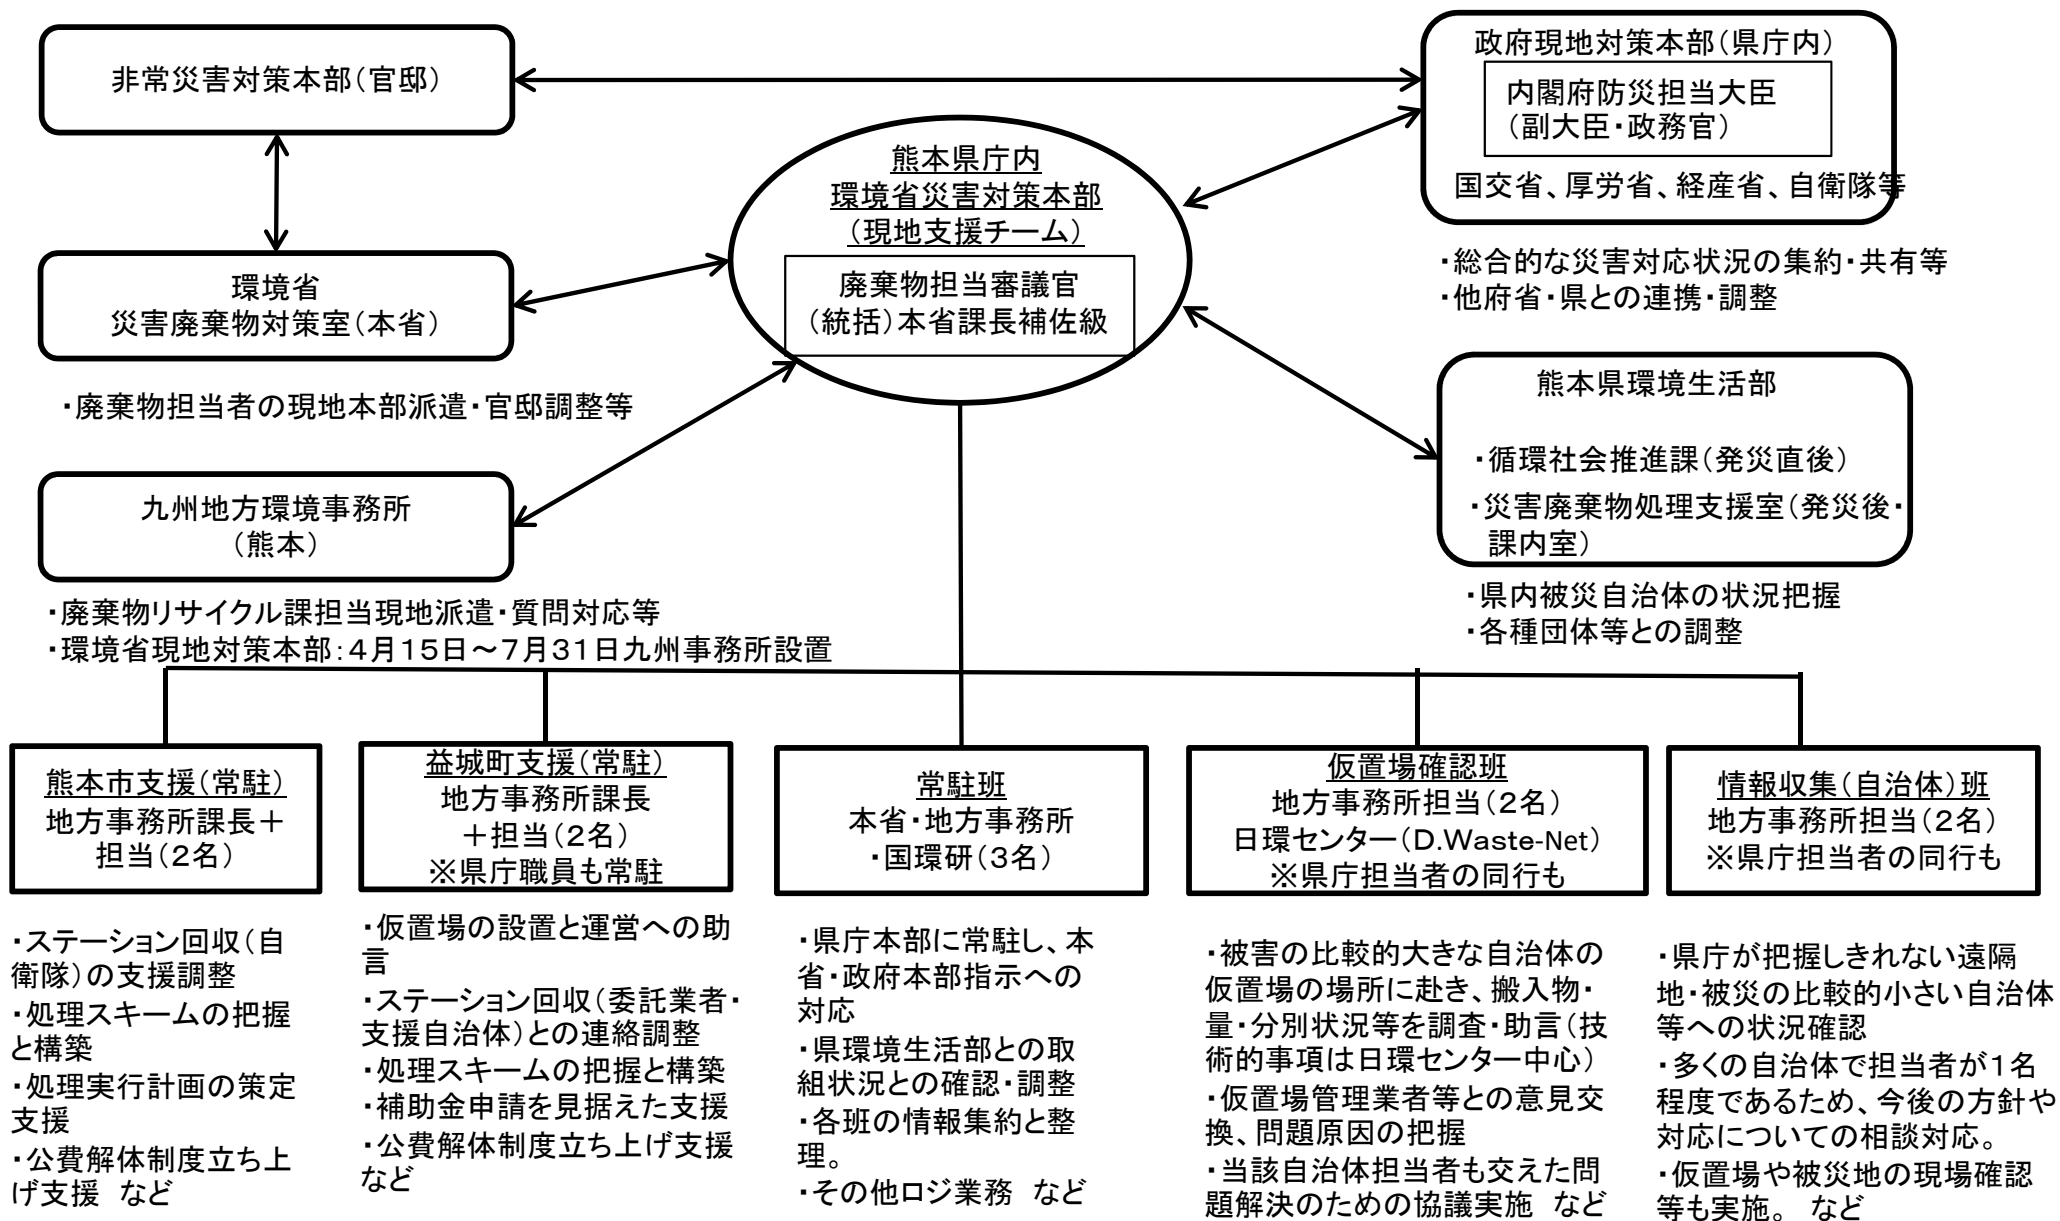 非常災害対策本部（官邸）
政府現地対策本部（県庁内）
内閣府防災担当大臣
（副大臣・政務官）
国交省、厚労省、経産省、自衛隊等
・総合的な災害対応状況の集約・共有等
・他府省・県との連携・調整
熊本県庁内
環境省災害対策本部
（現地支援チーム）
廃棄物担当審議官
（統括）本省課長補佐級
環境省
災害廃棄物対策室（本省）
・廃棄物担当者の現地本部派遣・官邸調整等
熊本県環境生活部
・循環社会推進課（発災直後）
・災害廃棄物処理支援室（発災後・
課内室）
・県内被災自治体の状況把握
・各種団体等との調整
九州地方環境事務所
（熊本）
・廃棄物リサイクル課担当現地派遣・質問対応等
・環境省現地対策本部：４月１５日～７月３１日九州事務所設置
熊本市支援（常駐）
地方事務所課長＋
担当（２名）
・ステーション回収（自
衛隊）の支援調整
・処理スキームの把握
と構築
・処理実行計画の策定
支援
・公費解体制度立ち上
げ支援　など
益城町支援（常駐）
地方事務所課長
＋担当（２名）
※県庁職員も常駐
・仮置場の設置と運営への助
言
・ステーション回収（委託業者・
支援自治体）との連絡調整
・処理スキームの把握と構築
・補助金申請を見据えた支援
・公費解体制度立ち上げ支援
など
常駐班
本省・地方事務所
・国環研（３名）
・県庁本部に常駐し、本
省・政府本部指示への
対応
・県環境生活部との取
組状況との確認・調整
・各班の情報集約と整
理。
・その他ロジ業務　など
仮置場確認班
地方事務所担当（２名）
日環センター（D.Waste-Net）
※県庁担当者の同行も
・被害の比較的大きな自治体の
仮置場の場所に赴き、搬入物・
量・分別状況等を調査・助言（技
術的事項は日環センター中心）
・仮置場管理業者等との意見交
換、問題原因の把握
・当該自治体担当者も交えた問
題解決のための協議実施　など
情報収集（自治体）班
地方事務所担当（２名）
※県庁担当者の同行も
・県庁が把握しきれない遠隔
地・被災の比較的小さい自治体
等への状況確認
・多くの自治体で担当者が１名
程度であるため、今後の方針や
対応についての相談対応。
・仮置場や被災地の現場確認
等も実施。　など